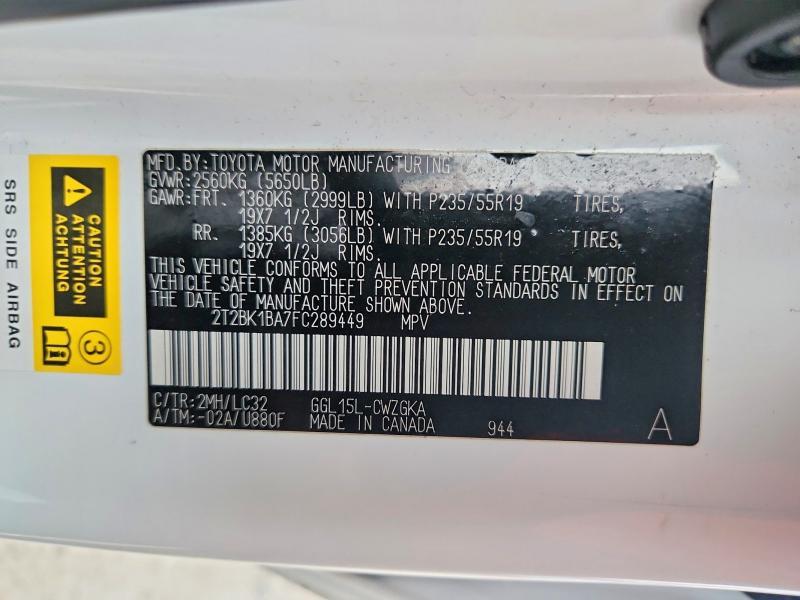 MFD. BY: TOYOTA MOTOR MANUFACTURING
GVWR: 2560KG (5650LB)
GAWR: FRT. 1360KG (2999LB) WITH P235/55R19 TIRES,
19X7 1/2J RIMS.
RR. 1385KG (3056LB) WITH P235/55R19 TIRES,
19X7 1/2J RIMS.
THIS VEHICLE CONFORMS TO ALL APPLICABLE FEDERAL MOTOR
VEHICLE SAFETY AND THEFT PREVENTION STANDARDS IN EFFECT ON
THE DATE OF MANUFACTURE SHOWN ABOVE.
2T2BK1BA7FC289449 MPV
C/TR: 2MH/LC32 GGL15L-CWZGKA
A/TM: -02A/U880F MADE IN CANADA 944 A
SRS SIDE AIRBAG
CAUTION
ATTENTION
ACHTUNG
3